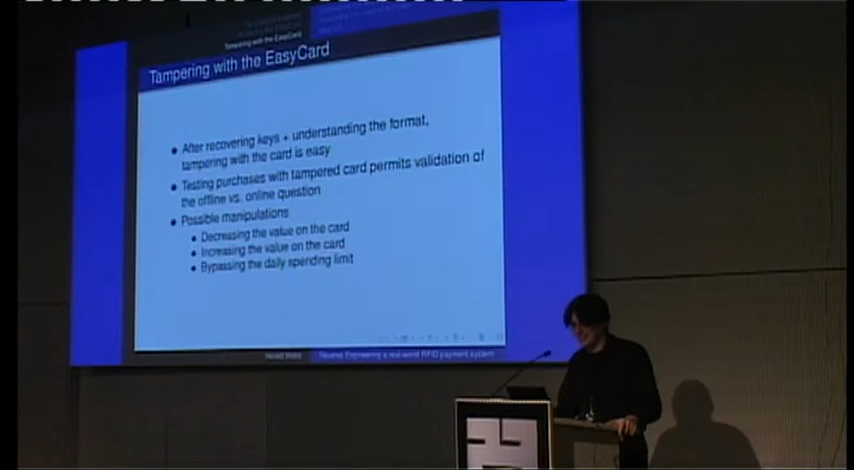 Tampering with the EasyCard
Tampering with the EasyCard
After recovering keys + understanding the format,
tampering with the card is easy
Testing purchases with tampered card permits validation of
the offline vs. online question
Possible manipulations
Decreasing the value on the card
Increasing the value on the card
Bypassing the daily spending limit
Harald Welte
Reverse Engineering a real-world RFID payment system